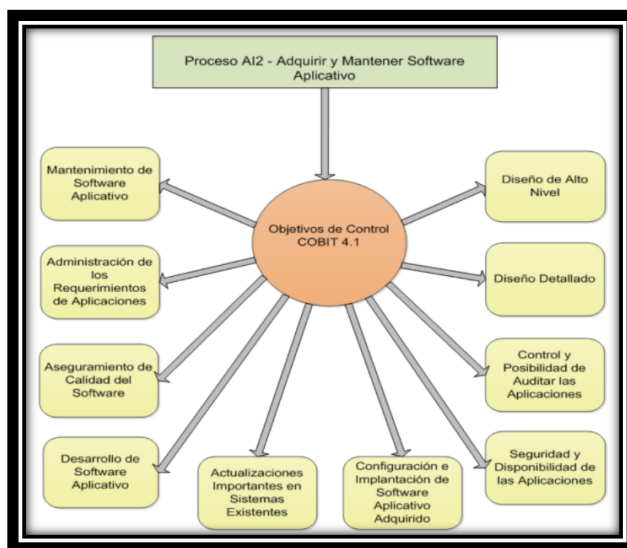 Proceso AI2 - Adquirir y Mantener Software
Aplicativo
Objetivos de Control
COBIT 4.1
Mantenimiento de
Software
Aplicativo
Administración de
los
Requerimientos
de Aplicaciones
Aseguramiento de
Calidad del
Software
Desarrollo de
Software
Aplicativo
Actualizaciones
Importantes en
Sistemas
Existentes
Configuración e
Implantación de
Software
Aplicativo
Adquirido
Diseño de Alto
Nivel
Diseño Detallado
Control y
Posibilidad de
Auditar las
Aplicaciones
Seguridad y
Disponibilidad de
las Aplicaciones